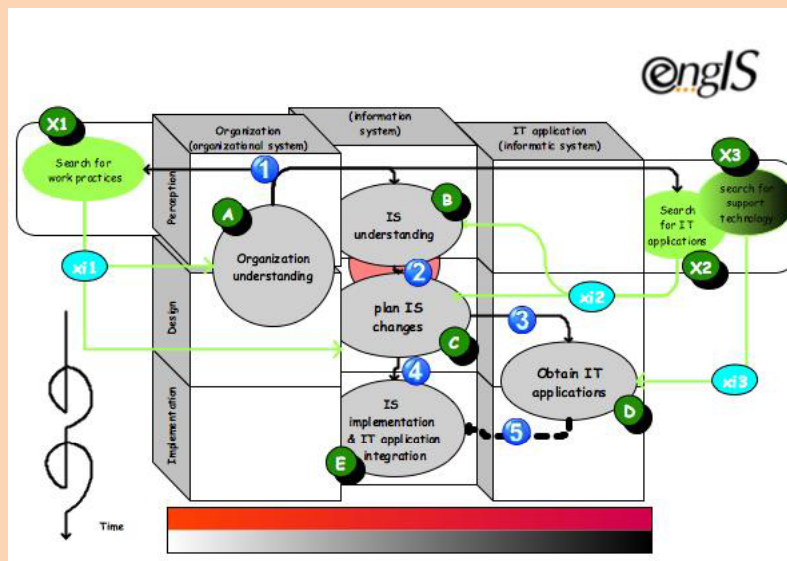 engIS
X1
Organization
(organizational system)
(information
system)
IT application
(informatic system)
X3
Search for
work practices
1
Perception
A
B
IS
understanding
search for
support
technology
Search
for IT
applications
X2
Organization
understanding
xi1
2
xi2
Design
plan IS
changes
3
C
4
Obtain IT
applications
xi3
D
Implementation
IS
implementation
& IT application
integration
5
E
Time